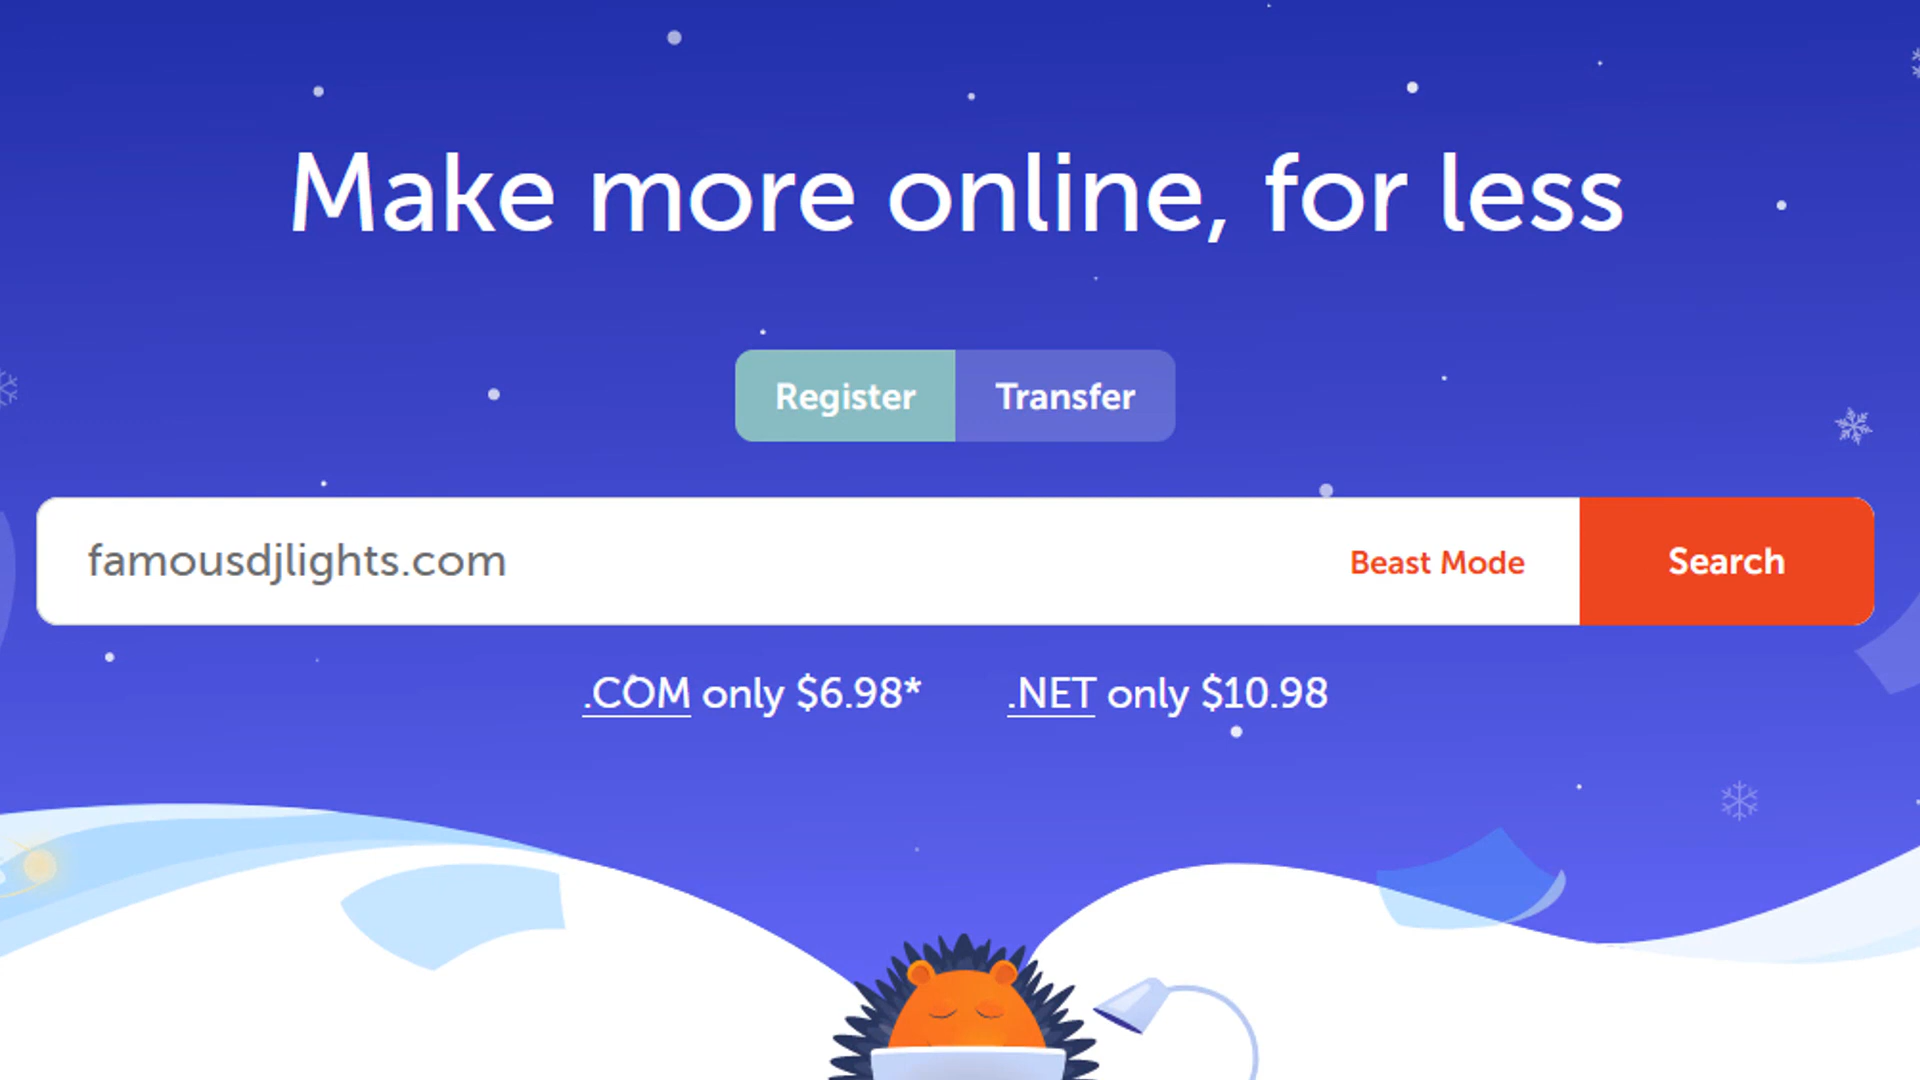 Make more online, for less
Register
Transfer
famousdjlights.com
Beast Mode
Search
.COM only $6.98*
.NET only $10.98